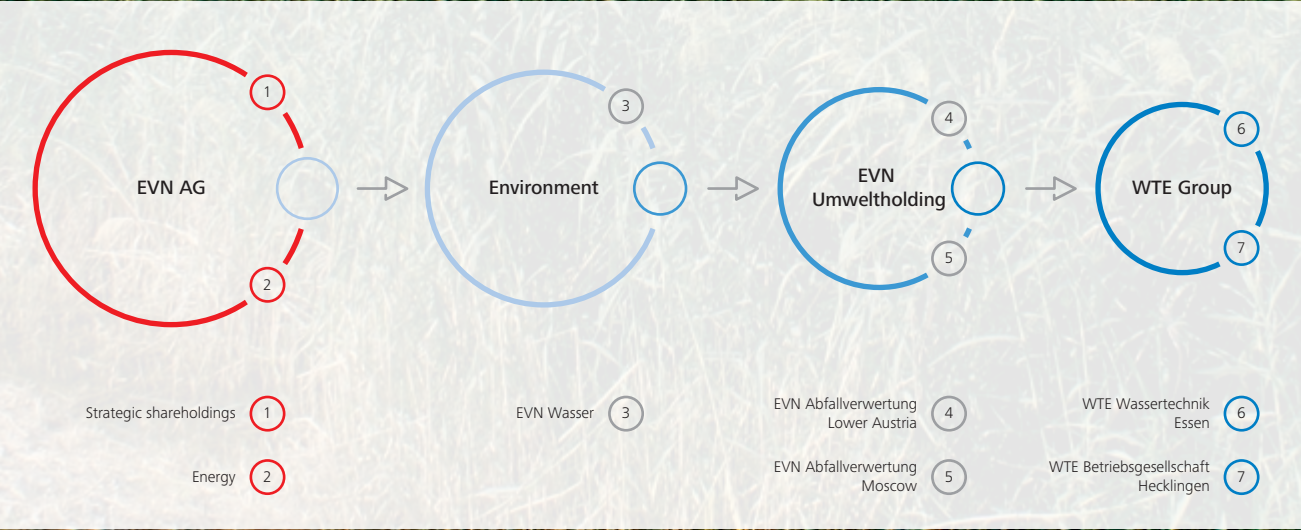 1
3
4
6
EVN AG
Environment
EVN
Umweltholding
WTE Group
2
5
7
Strategic shareholdings 1
Energy 2
EVN Wasser 3
EVN Abfallverwertung
Lower Austria 4
EVN Abfallverwertung
Moscow 5
WTE Wassertechnik
Essen 6
WTE Betriebsgesellschaft
Hecklingen 7